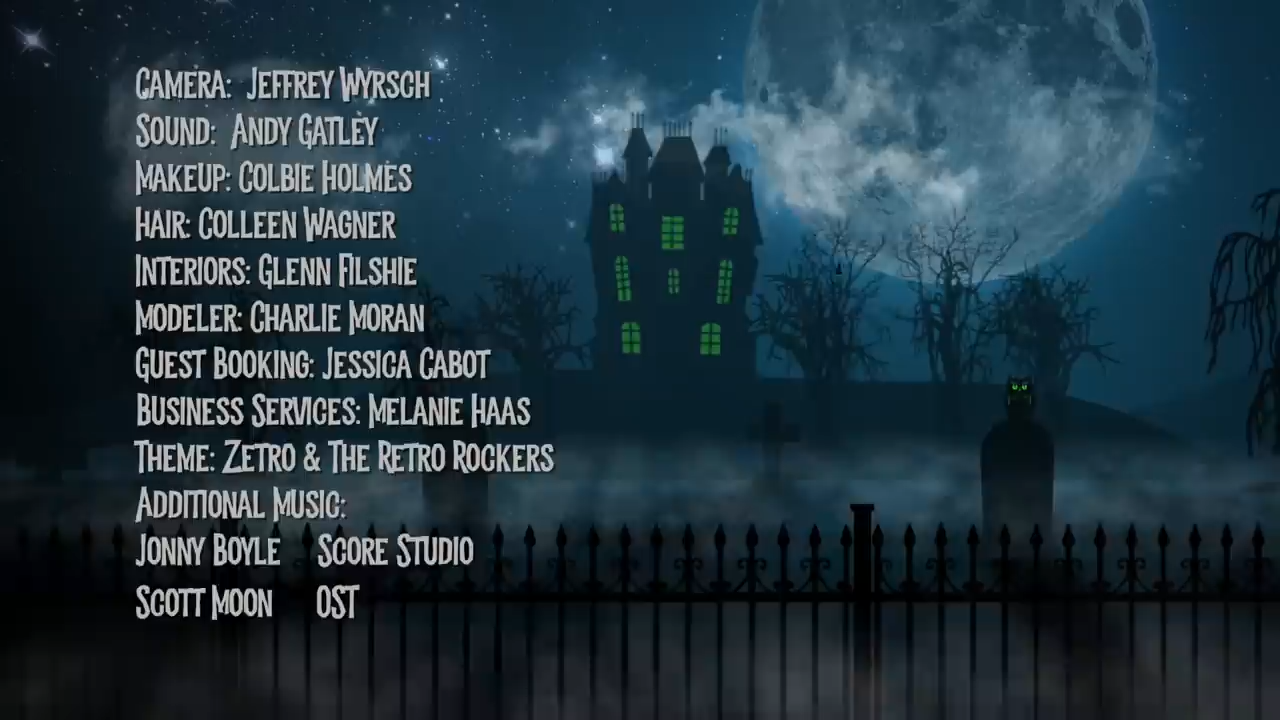 Camera: Jeffrey Wyrsch
Sound: Andy Gatley
Makeup: Colbie Holmes
Hair: Colleen Wagner
Interiors: Glenn Filshie
Modeler: Charlie Moran
Guest Booking: Jessica Cabot
Business Services: Melanie Haas
Theme: Zetro & The Retro Rockers
Additional Music:
Jonny Boyle Score Studio
Scott Moon OST